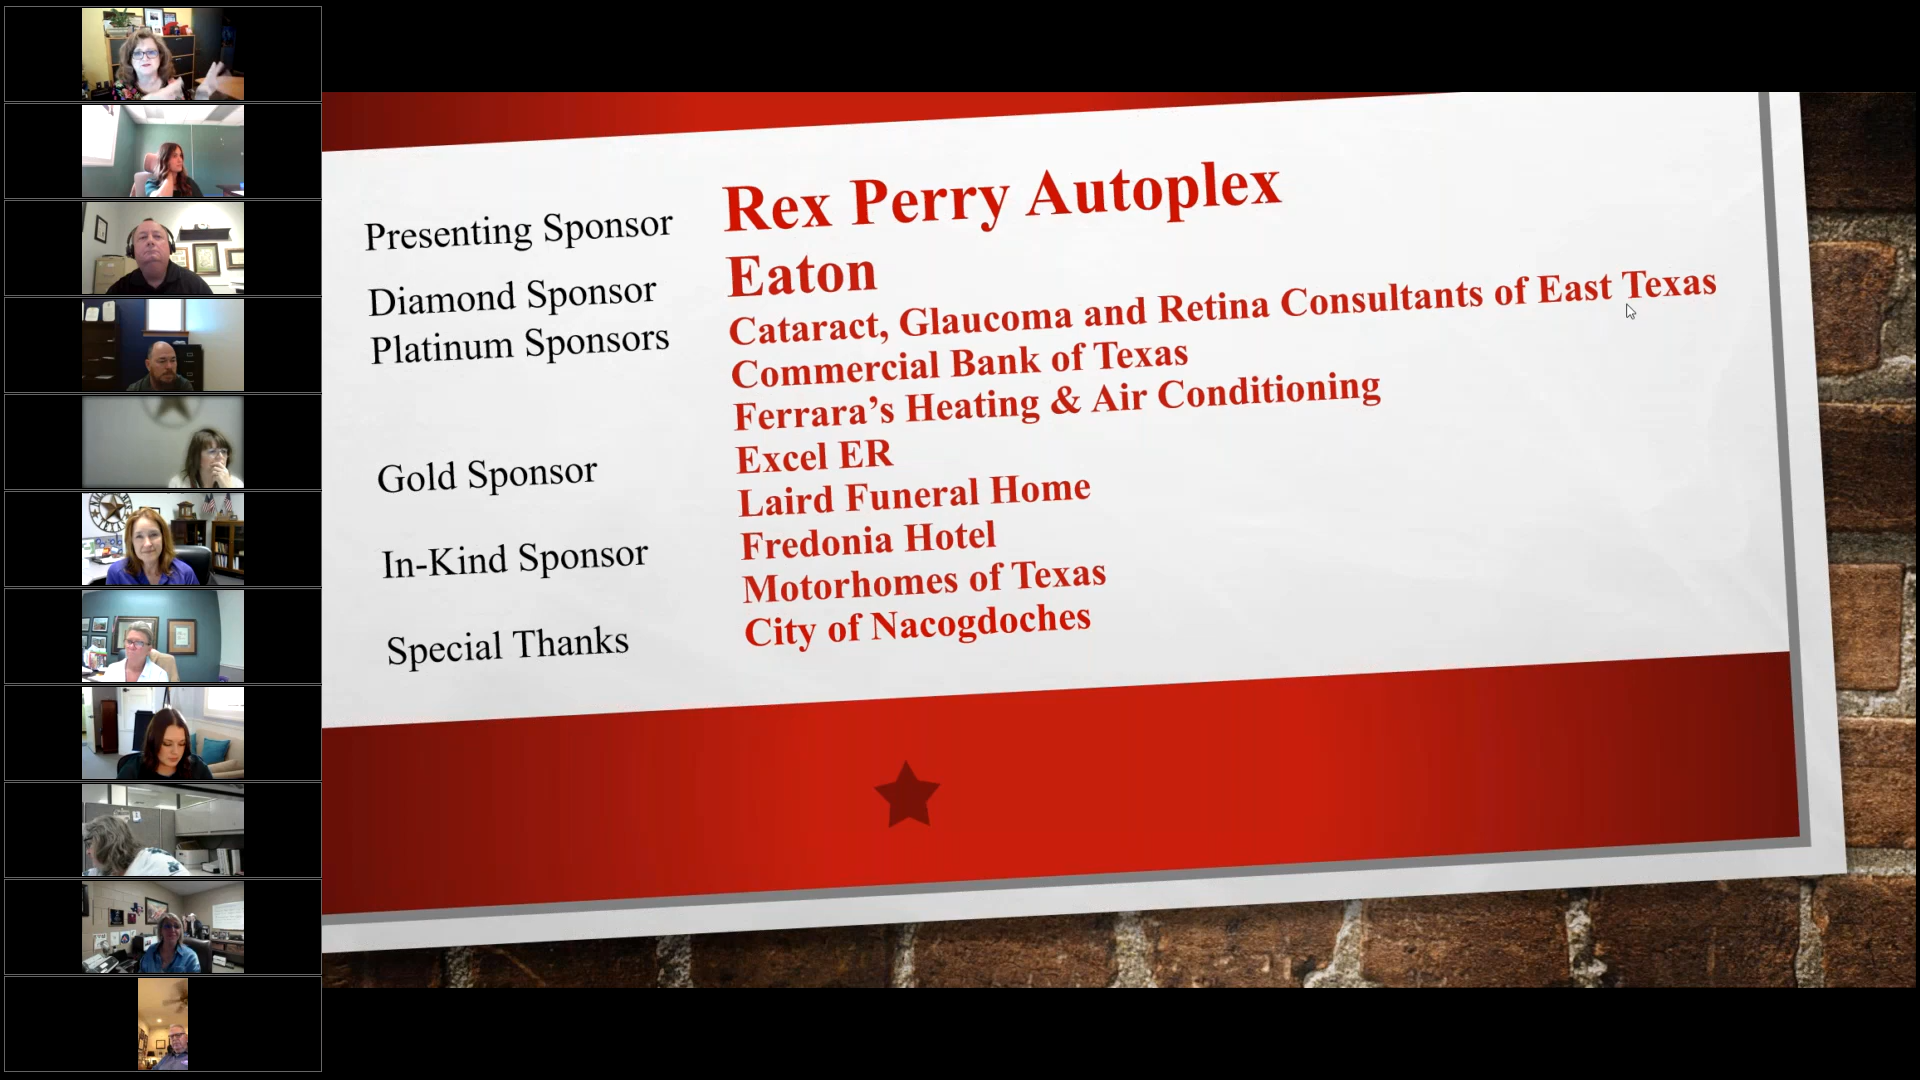 Presenting Sponsor
Rex Perry Autoplex
Diamond Sponsor
Eaton
Platinum Sponsors
Cataract, Glaucoma and Retina Consultants of East Texas
Commercial Bank of Texas
Ferrara’s Heating & Air Conditioning
Gold Sponsor
Excel ER
Laird Funeral Home
In-Kind Sponsor
Fredonia Hotel
Motorhomes of Texas
Special Thanks
City of Nacogdoches